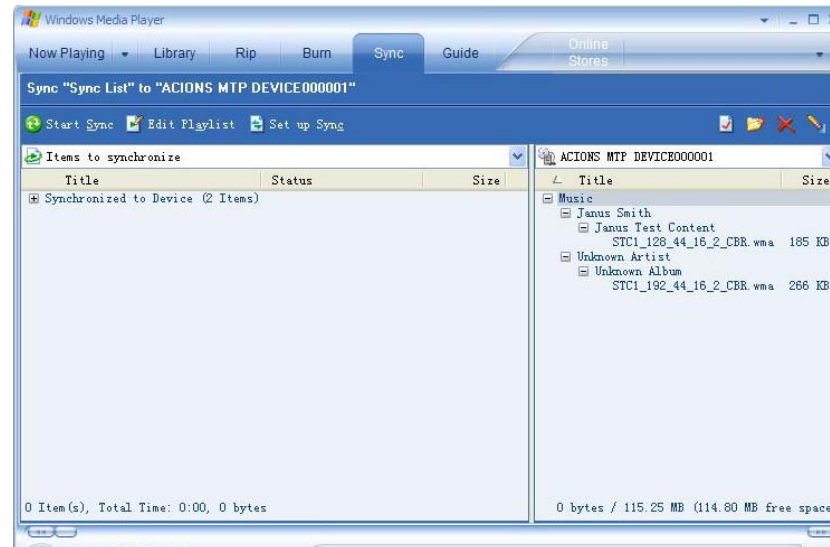 Windows Media Player
Now Playing Library Rip Burn Sync Guide Online Stores
Sync "Sync List" to "ACIONS MTP DEVICE000001"
Start Sync Edit Playlist Set up Sync
Items to synchronize
Title Status Size
Synchronized to Device (2 Items)
0 Item(s), Total Time: 0:00, 0 bytes
ACIONS MTP DEVICE000001
Title Size
Music
Janus Smith
Janus Test Content
STC1_128_44_16_2_CBR.wma 185 KB
Unknown Artist
Unknown Album
STC1_192_44_16_2_CBR.wma 266 KB
0 bytes / 115.25 MB (114.80 MB free space